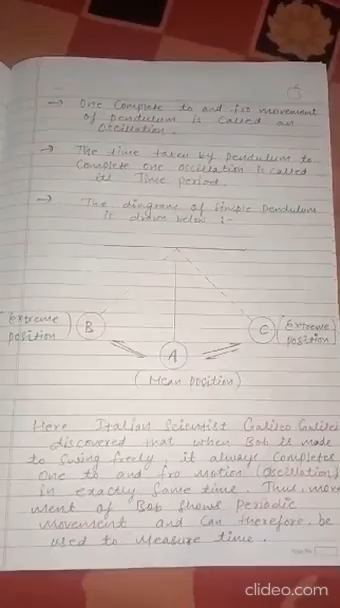 → One Complete to and fro movement
of pendulum is called an
Oscillation.
→ The time taken by pendulum to
Complete one oscillation is called
its Time period.
→ The diagram of Simple Pendulum
is drawn below :-
(extreme position) B
C (Extreme position)
A
(Mean Position)
Here Italian Scientist Galileo Galilei
discovered that when Bob is made
to Swing freely, it always completes
One to and fro motion (Oscillation)
in exactly same time. Thus, move
ment of Bob shows Periodic
Movement and can therefore be
used to Measure time.
clideo.com